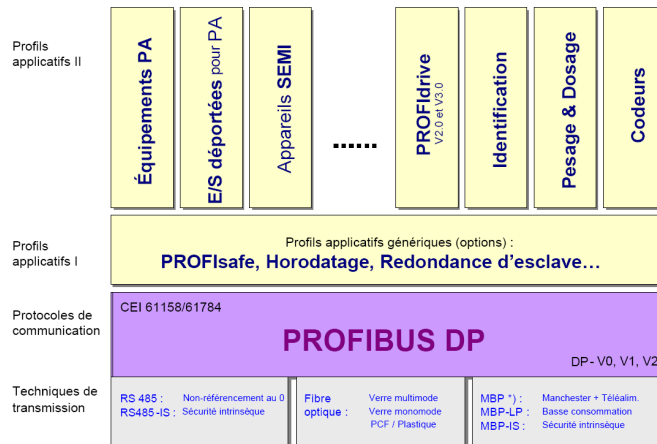 Profils
applicatifs II
Équipements PA
E/S déportées pour PA
Appareils SEMI
......
PROFIdrive
V2.0 et V3.0
Identification
Pesage & Dosage
Codeurs
Profils
applicatifs I
Profils applicatifs génériques (options) :
PROFIsafe, Horodatage, Redondance d'esclave...
Protocoles de
communication
CEI 61158/61784
PROFIBUS DP
DP- V0, V1, V2
Techniques de
transmission
RS 485 : Non-référencement au 0
RS485-IS : Sécurité intrinsèque
Fibre Verre multimode
optique : Verre monomode
PCF / Plastique
MBP *) : Manchester + Téléalim.
MBP-LP : Basse consommation
MBP-IS : Sécurité intrinsèque